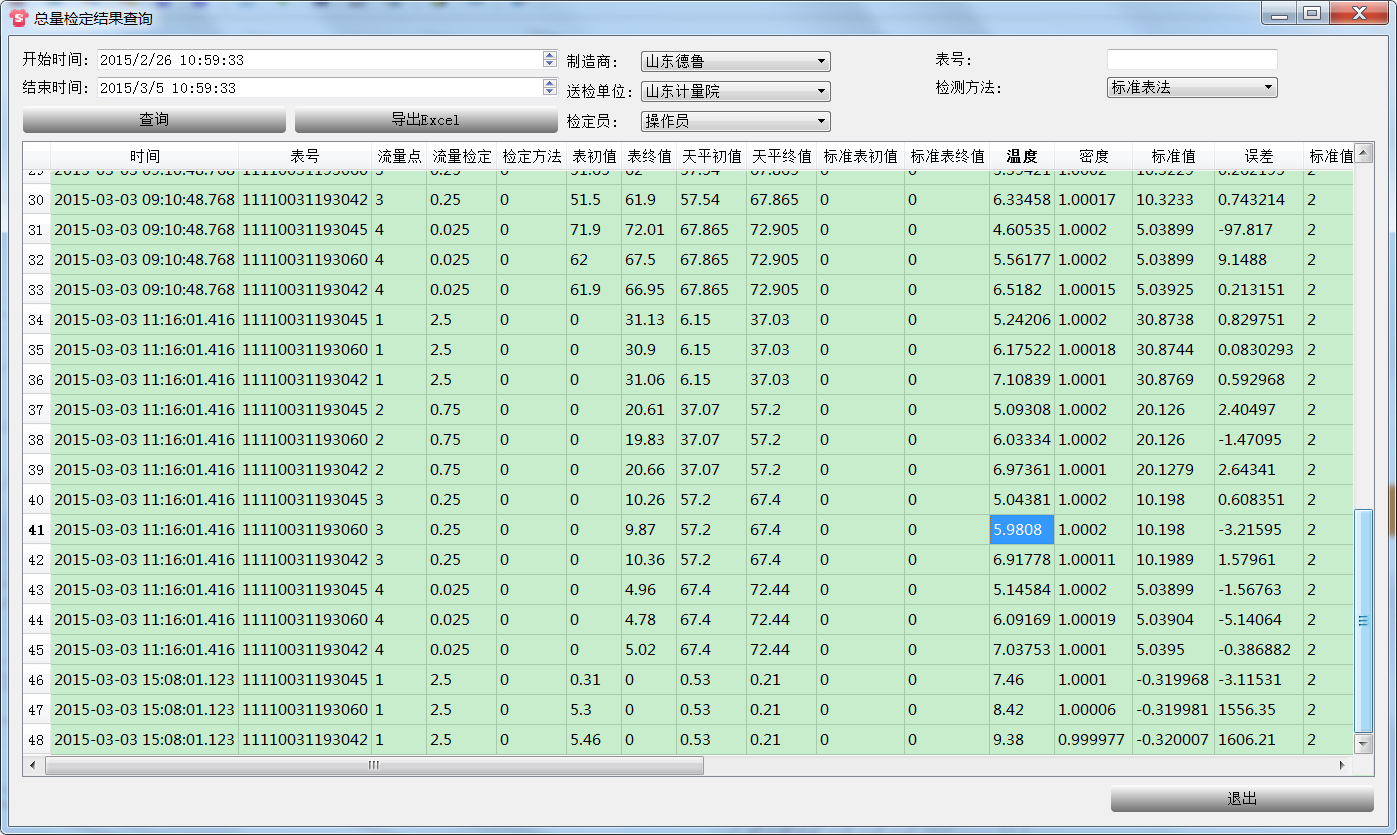 总量检定结果查询
开始时间: 2015/2/26 10:59:33 制造商: 山东德鲁 表号:
结束时间: 2015/3/5 10:59:33 送检单位: 山东计量院 检测方法: 标准表法
查询 导出Excel 检定员: 操作员
时间 表号 流量点 流量检定 检定方法 表初值 表终值 天平初值 天平终值 标准表初值 标准表终值 温度 密度 标准值 误差 标准值
30 2015-03-03 09:10:48.768 11110031193042 3 0.25 0 51.5 61.9 57.54 67.865 0 0 6.33458 1.00017 10.3233 0.743214 2
31 2015-03-03 09:10:48.768 11110031193045 4 0.025 0 71.9 72.01 67.865 72.905 0 0 4.60535 1.0002 5.03899 -97.817 2
32 2015-03-03 09:10:48.768 11110031193060 4 0.025 0 62 67.5 67.865 72.905 0 0 5.56177 1.0002 5.03899 9.1488 2
33 2015-03-03 09:10:48.768 11110031193042 4 0.025 0 61.9 66.95 67.865 72.905 0 0 6.5182 1.00015 5.03925 0.213151 2
34 2015-03-03 11:16:01.416 11110031193045 1 2.5 0 0 31.13 6.15 37.03 0 0 5.24206 1.0002 30.8738 0.829751 2
35 2015-03-03 11:16:01.416 11110031193060 1 2.5 0 0 30.9 6.15 37.03 0 0 6.17522 1.00018 30.8744 0.0830293 2
36 2015-03-03 11:16:01.416 11110031193042 1 2.5 0 0 31.06 6.15 37.03 0 0 7.10839 1.0001 30.8769 0.592968 2
37 2015-03-03 11:16:01.416 11110031193045 2 0.75 0 0 20.61 37.07 57.2 0 0 5.09308 1.0002 20.126 2.40497 2
38 2015-03-03 11:16:01.416 11110031193060 2 0.75 0 0 19.83 37.07 57.2 0 0 6.03334 1.0002 20.126 -1.47095 2
39 2015-03-03 11:16:01.416 11110031193042 2 0.75 0 0 20.66 37.07 57.2 0 0 6.97361 1.0001 20.1279 2.64341 2
40 2015-03-03 11:16:01.416 11110031193045 3 0.25 0 0 10.26 57.2 67.4 0 0 5.04381 1.0002 10.198 0.608351 2
41 2015-03-03 11:16:01.416 11110031193060 3 0.25 0 0 9.87 57.2 67.4 0 0 5.9808 1.0002 10.198 -3.21595 2
42 2015-03-03 11:16:01.416 11110031193042 3 0.25 0 0 10.36 57.2 67.4 0 0 6.91778 1.00011 10.1989 1.57961 2
43 2015-03-03 11:16:01.416 11110031193045 4 0.025 0 0 4.96 67.4 72.44 0 0 5.14584 1.0002 5.03899 -1.56763 2
44 2015-03-03 11:16:01.416 11110031193060 4 0.025 0 0 4.78 67.4 72.44 0 0 6.09169 1.00019 5.03904 -5.14064 2
45 2015-03-03 11:16:01.416 11110031193042 4 0.025 0 0 5.02 67.4 72.44 0 0 7.03753 1.0001 5.0395 -0.386882 2
46 2015-03-03 15:08:01.123 11110031193045 1 2.5 0 0.31 0 0.53 0.21 0 0 7.46 1.0001 -0.319968 -3.11531 2
47 2015-03-03 15:08:01.123 11110031193060 1 2.5 0 5.3 0 0.53 0.21 0 0 8.42 1.00006 -0.319981 1556.35 2
48 2015-03-03 15:08:01.123 11110031193042 1 2.5 0 5.46 0 0.53 0.21 0 0 9.38 0.999977 -0.320007 1606.21 2
退出